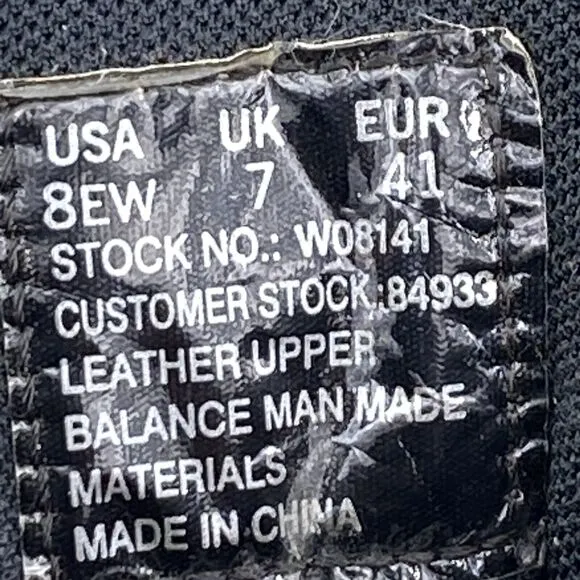 USA UK EUR
8EW 7 41
STOCK NO.: W08141
CUSTOMER STOCK.:84933
LEATHER UPPER
BALANCE MAN MADE
MATERIALS
MADE IN CHINA